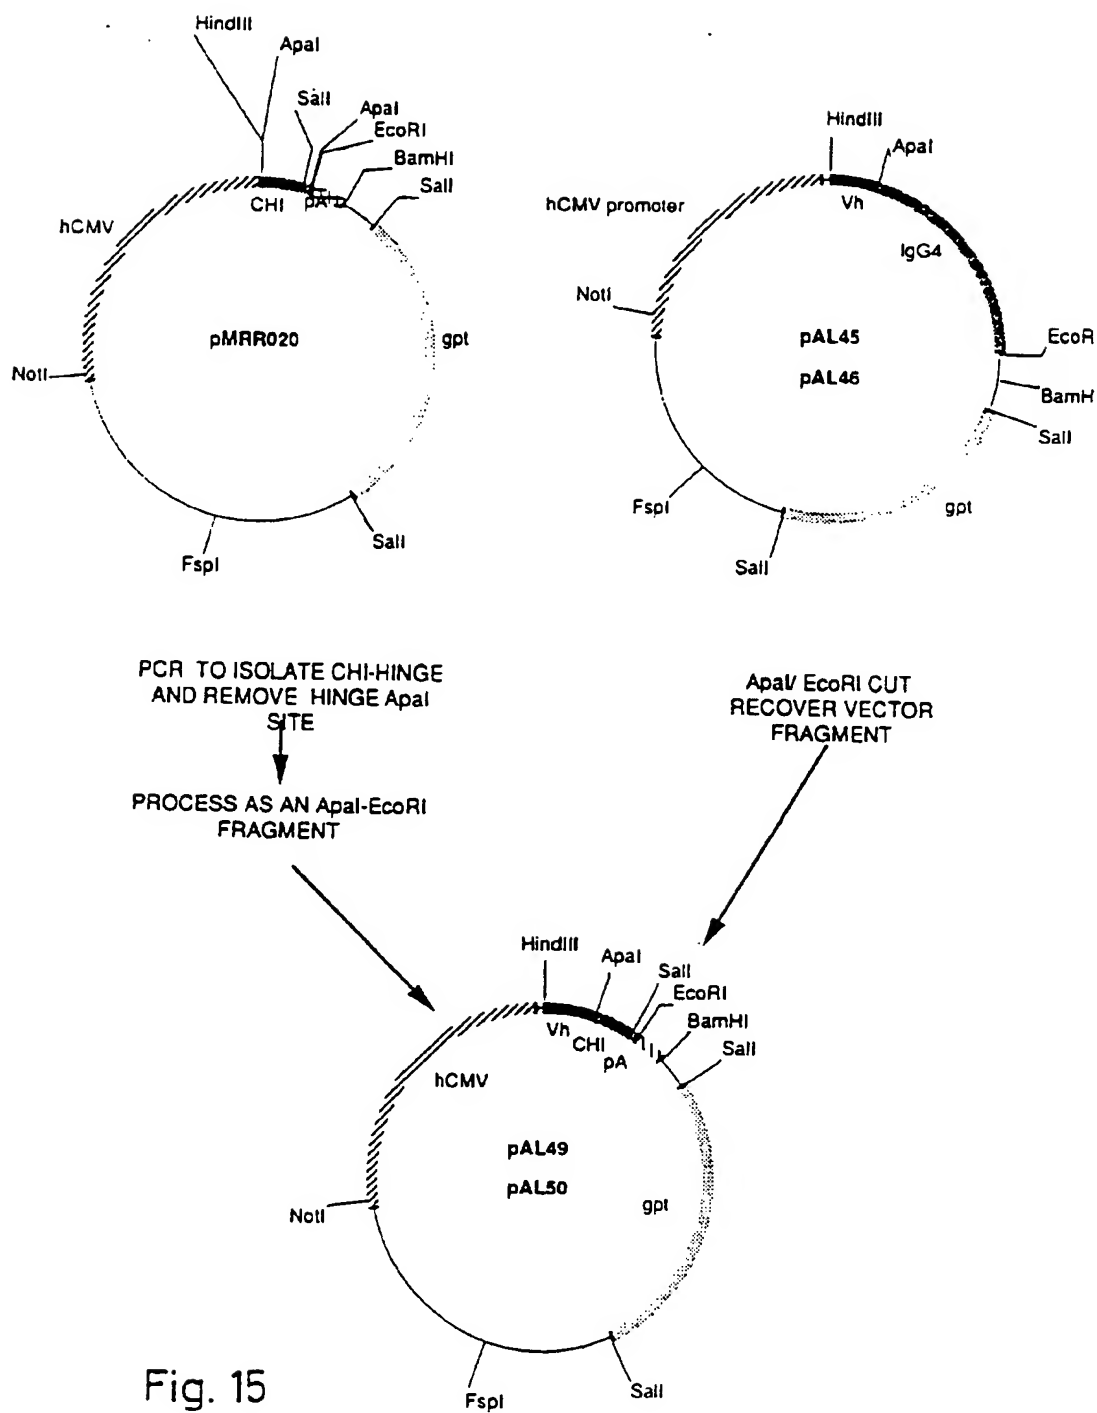 HindIII
ApaI
SalI
ApaI
EcoRI
BamHI
SalI
CHI
pA
hCMV
pMRR020
gpt
NotI
SalI
FspI
HindIII
ApaI
Vh
hCMV promoter
IgG4
NotI
pAL45
pAL46
EcoR
BamH
SalI
FspI
gpt
SalI
PCR TO ISOLATE CHI-HINGE
AND REMOVE HINGE ApaI
SITE
PROCESS AS AN ApaI-EcoRI
FRAGMENT
ApaI/ EcoRI CUT
RECOVER VECTOR
FRAGMENT
HindIII
ApaI
SalI
EcoRI
BamHI
SalI
Vh
CHI
pA
hCMV
pAL49
pAL50
NotI
gpt
FspI
SalI
Fig. 15